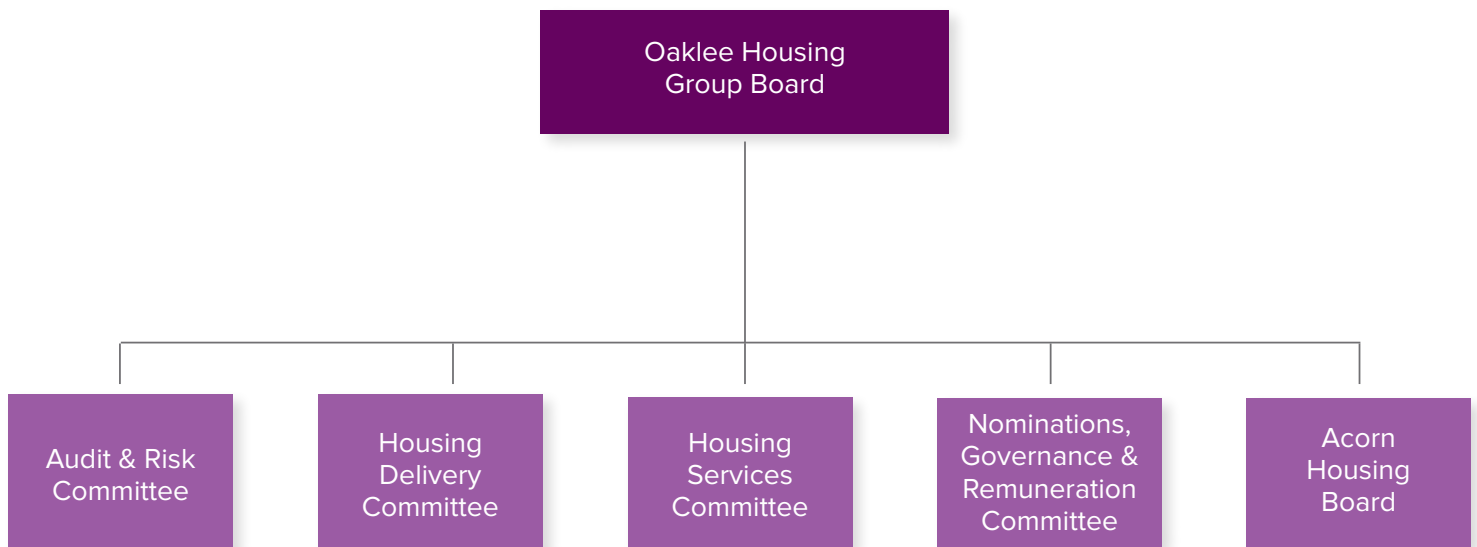 Oaklee Housing
Group Board
Audit & Risk
Committee
Housing
Delivery
Committee
Housing
Services
Committee
Nominations,
Governance &
Remuneration
Committee
Acorn
Housing
Board